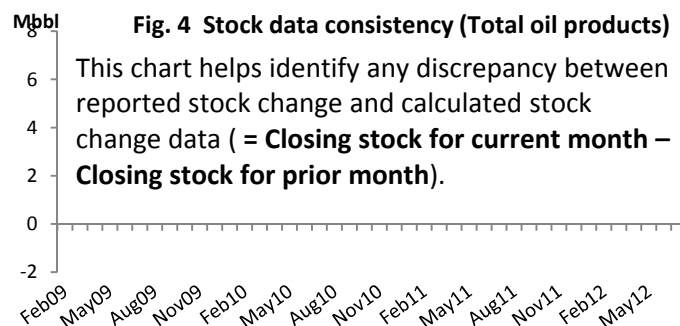 Mbbl
Fig. 4 Stock data consistency (Total oil products)
8
This chart helps identify any discrepancy between
reported stock change and calculated stock
change data ( = Closing stock for current month –
Closing stock for prior month).
6
4
2
0
-2
Feb09 May09 Aug09 Nov09 Feb10 May10 Aug10 Nov10 Feb11 May11 Aug11 Nov11 Feb12 May12